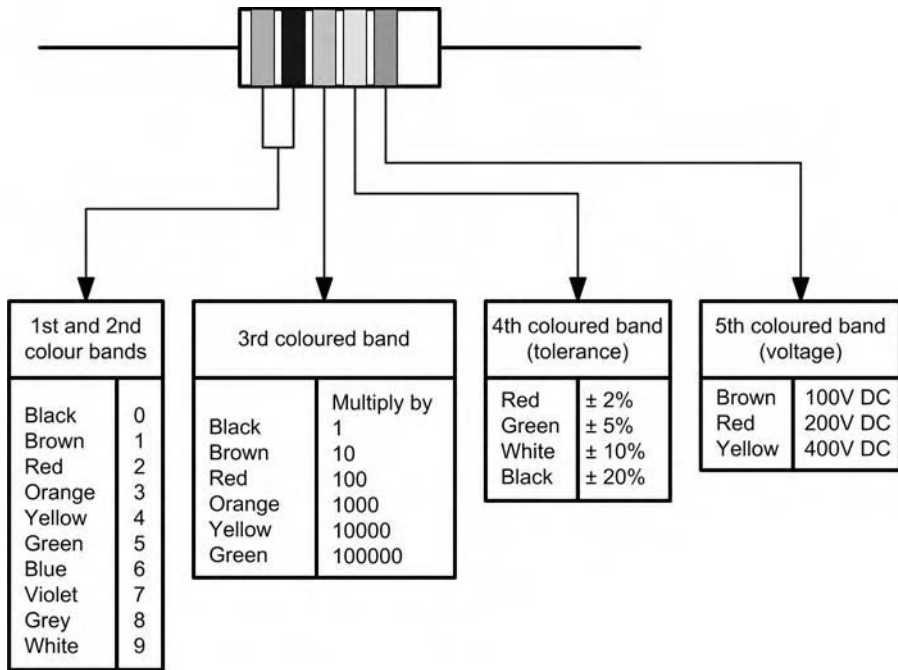 1st and 2nd
colour bands
Black 0
Brown 1
Red 2
Orange 3
Yellow 4
Green 5
Blue 6
Violet 7
Grey 8
White 9
3rd coloured band
Multiply by
Black 1
Brown 10
Red 100
Orange 1000
Yellow 10000
Green 100000
4th coloured band
(tolerance)
Red ± 2%
Green ± 5%
White ± 10%
Black ± 20%
5th coloured band
(voltage)
Brown 100V DC
Red 200V DC
Yellow 400V DC